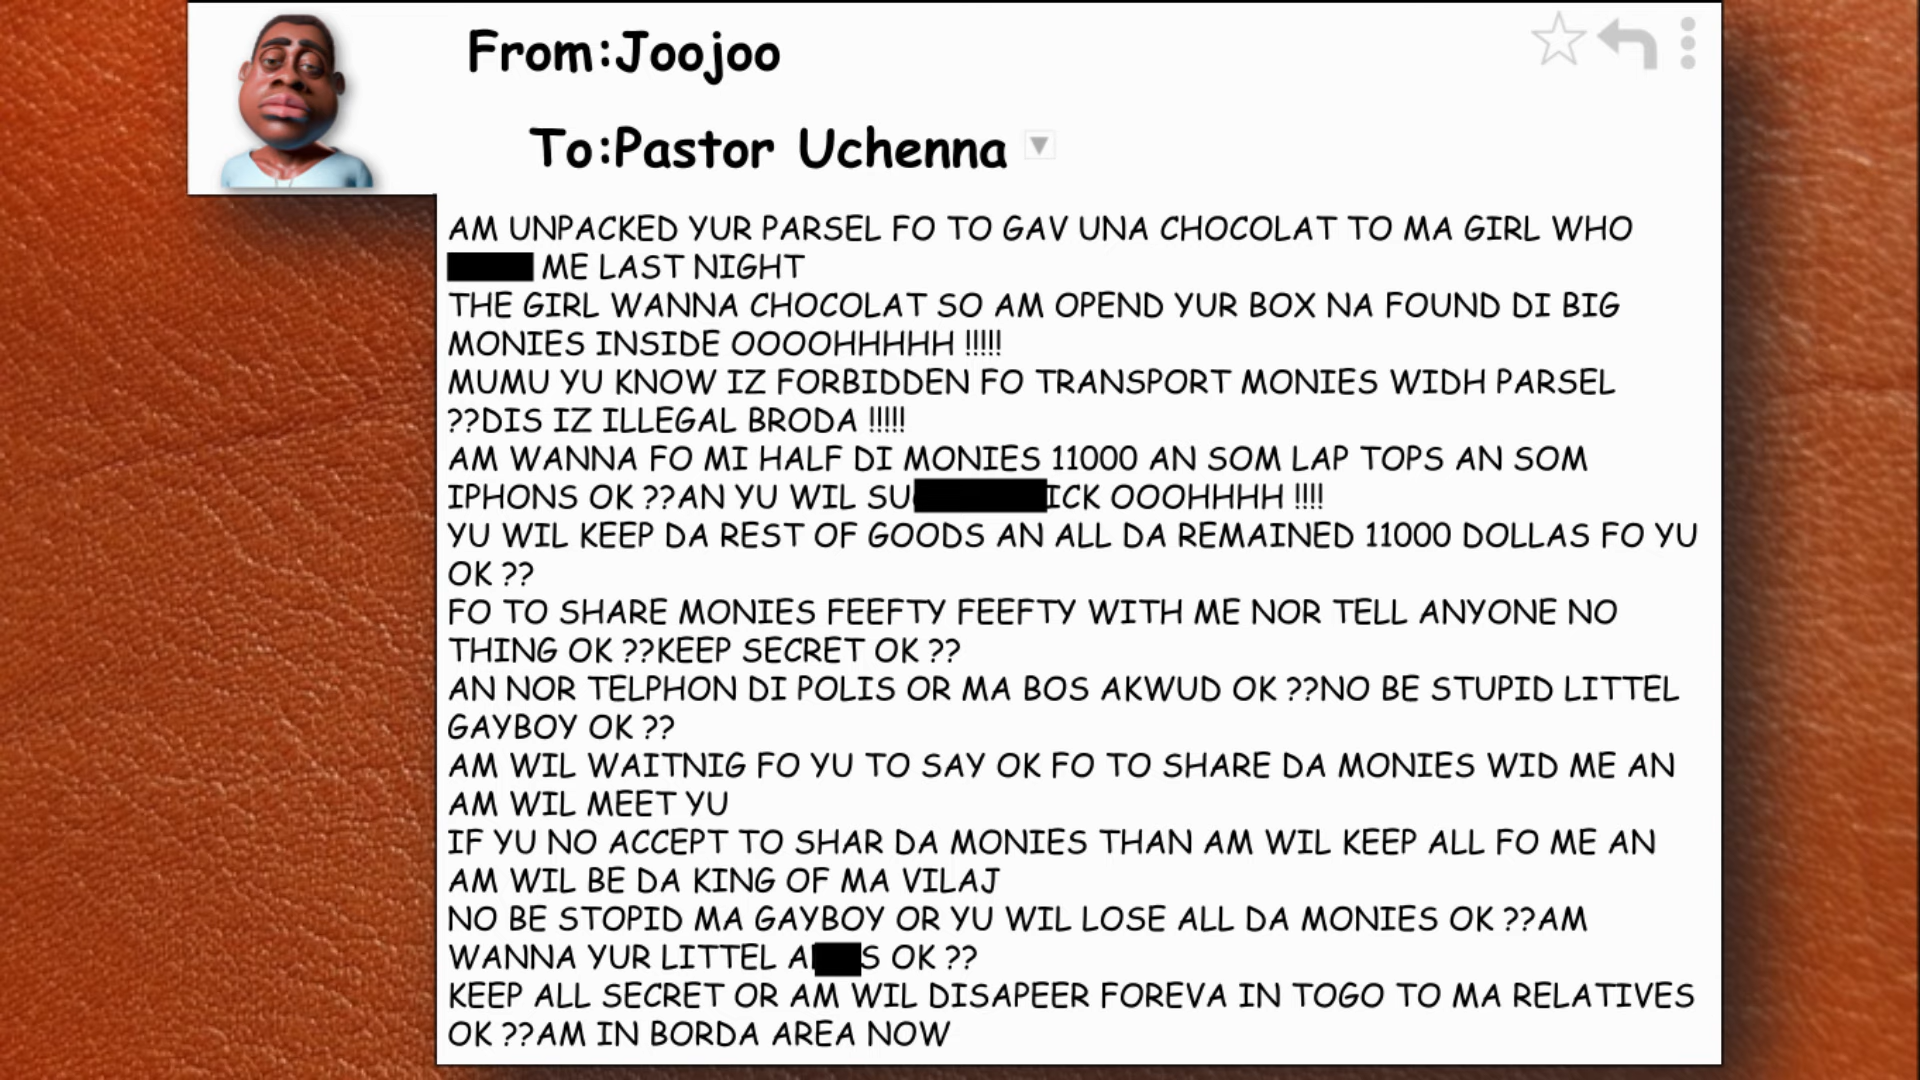 From:Joojoo
To:Pastor Uchenna
AM UNPACKED YUR PARSEL FO TO GAV UNA CHOCOLAT TO MA GIRL WHO
ME LAST NIGHT
THE GIRL WANNA CHOCOLAT SO AM OPEND YUR BOX NA FOUND DI BIG
MONIES INSIDE OOOOHHHHH !!!!!
MUMU YU KNOW IZ FORBIDDEN FO TRANSPORT MONIES WIDH PARSEL
??DIS IZ ILLEGAL BRODA !!!!!
AM WANNA FO MI HALF DI MONIES 11000 AN SOM LAP TOPS AN SOM
IPHONS OK ??AN YU WIL SU ICK OOOHHHH !!!!
YU WIL KEEP DA REST OF GOODS AN ALL DA REMAINED 11000 DOLLAS FO YU
OK ??
FO TO SHARE MONIES FEEFTY FEEFTY WITH ME NOR TELL ANYONE NO
THING OK ??KEEP SECRET OK ??
AN NOR TELPHON DI POLIS OR MA BOS AKWUD OK ??NO BE STUPID LITTEL
GAYBOY OK ??
AM WIL WAITNIG FO YU TO SAY OK FO TO SHARE DA MONIES WID ME AN
AM WIL MEET YU
IF YU NO ACCEPT TO SHAR DA MONIES THAN AM WIL KEEP ALL FO ME AN
AM WIL BE DA KING OF MA VILAJ
NO BE STOPID MA GAYBOY OR YU WIL LOSE ALL DA MONIES OK ??AM
WANNA YUR LITTEL A S OK ??
KEEP ALL SECRET OR AM WIL DISAPEER FOREVA IN TOGO TO MA RELATIVES
OK ??AM IN BORDA AREA NOW